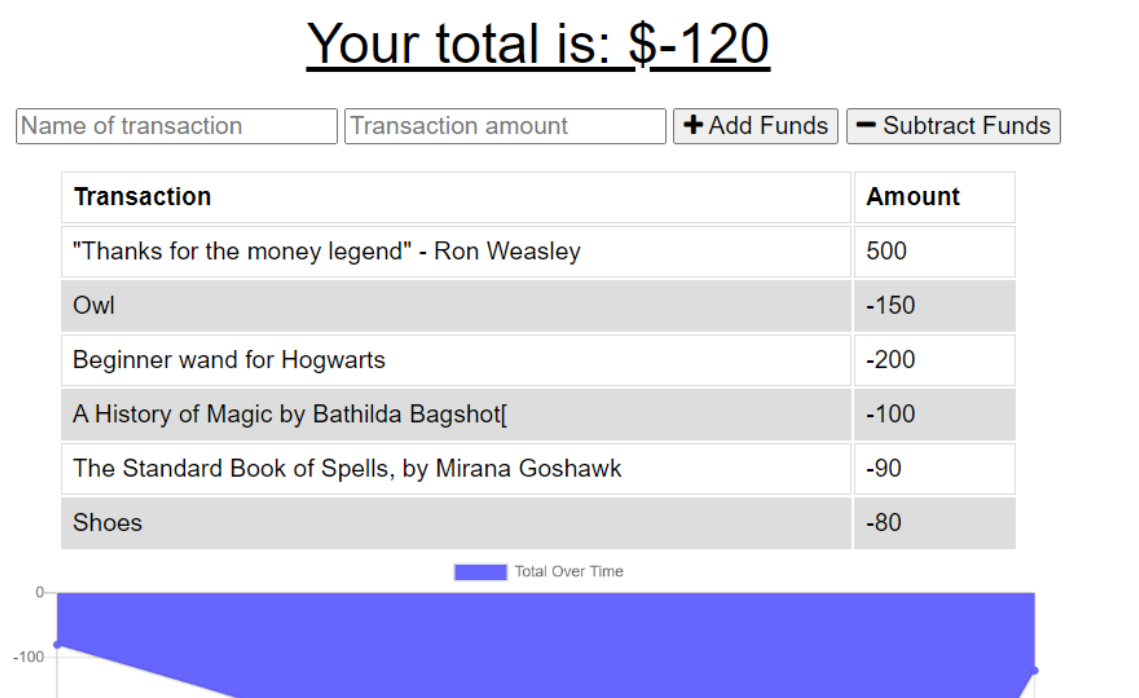 Your total is: $-120
Name of transaction Transaction amount + Add Funds − Subtract Funds
Transaction Amount
"Thanks for the money legend" - Ron Weasley 500
Owl -150
Beginner wand for Hogwarts -200
A History of Magic by Bathilda Bagshot[ -100
The Standard Book of Spells, by Mirana Goshawk -90
Shoes -80
Total Over Time
0
-100